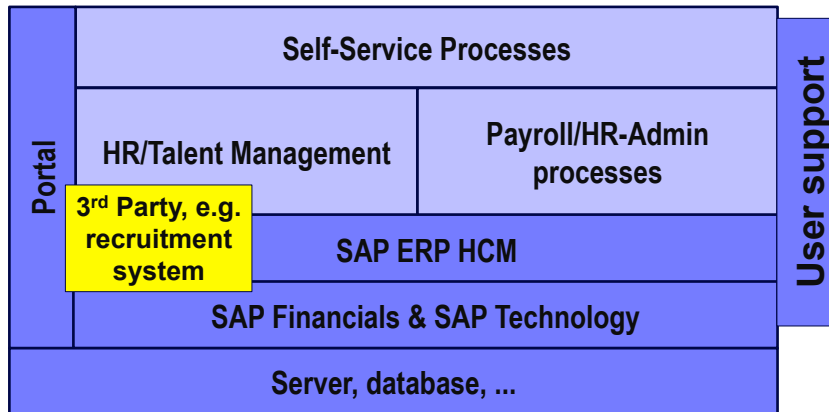 Self-Service Processes
Portal
HR/Talent Management
Payroll/HR-Admin
processes
User support
3rd Party, e.g.
recruitment
system
SAP ERP HCM
SAP Financials & SAP Technology
Server, database, ...